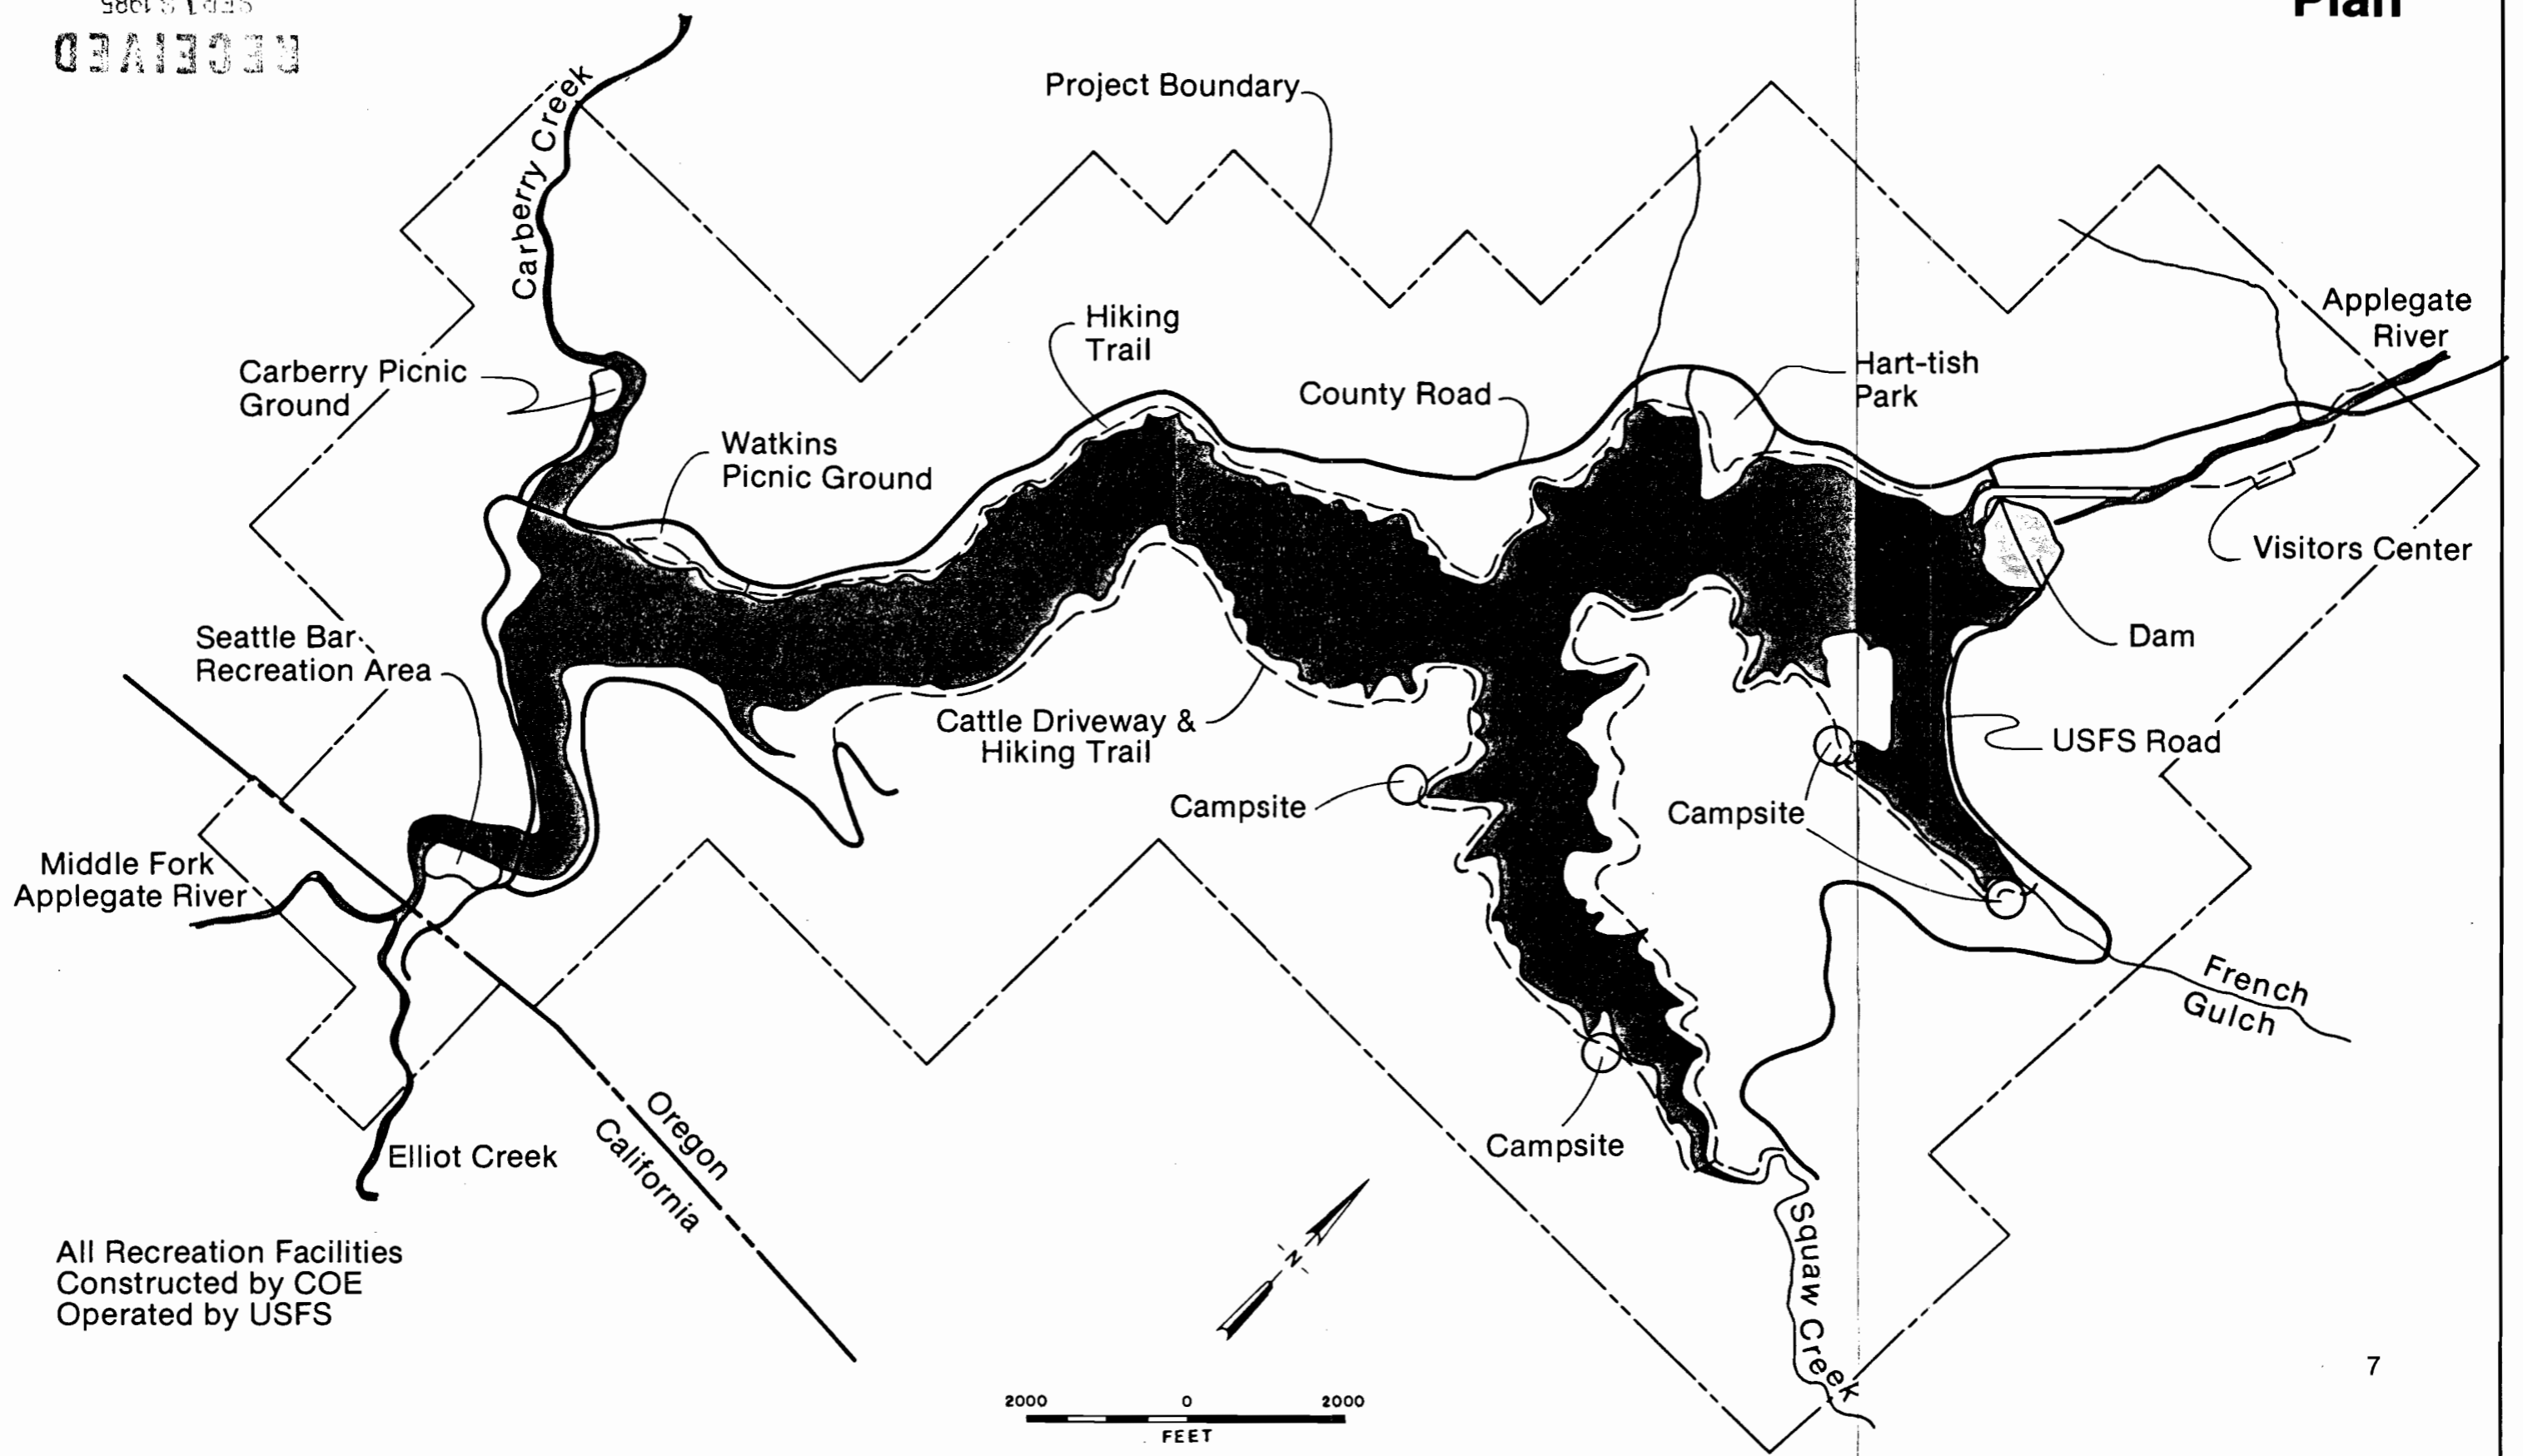 Plan
SEP 18 1985
RECEIVED
Carberry Creek
Project Boundary
Applegate
River
Hiking
Trail
Carberry Picnic
Ground
Hart-tish
Park
County Road
Watkins
Picnic Ground
Visitors Center
Seattle Bar
Recreation Area
Dam
Cattle Driveway &
Hiking Trail
USFS Road
Campsite
Campsite
Middle Fork
Applegate River
French
Gulch
Oregon
California
Campsite
Elliot Creek
Squaw Creek
N
All Recreation Facilities
Constructed by COE
Operated by USFS
7
2000 0 2000
FEET